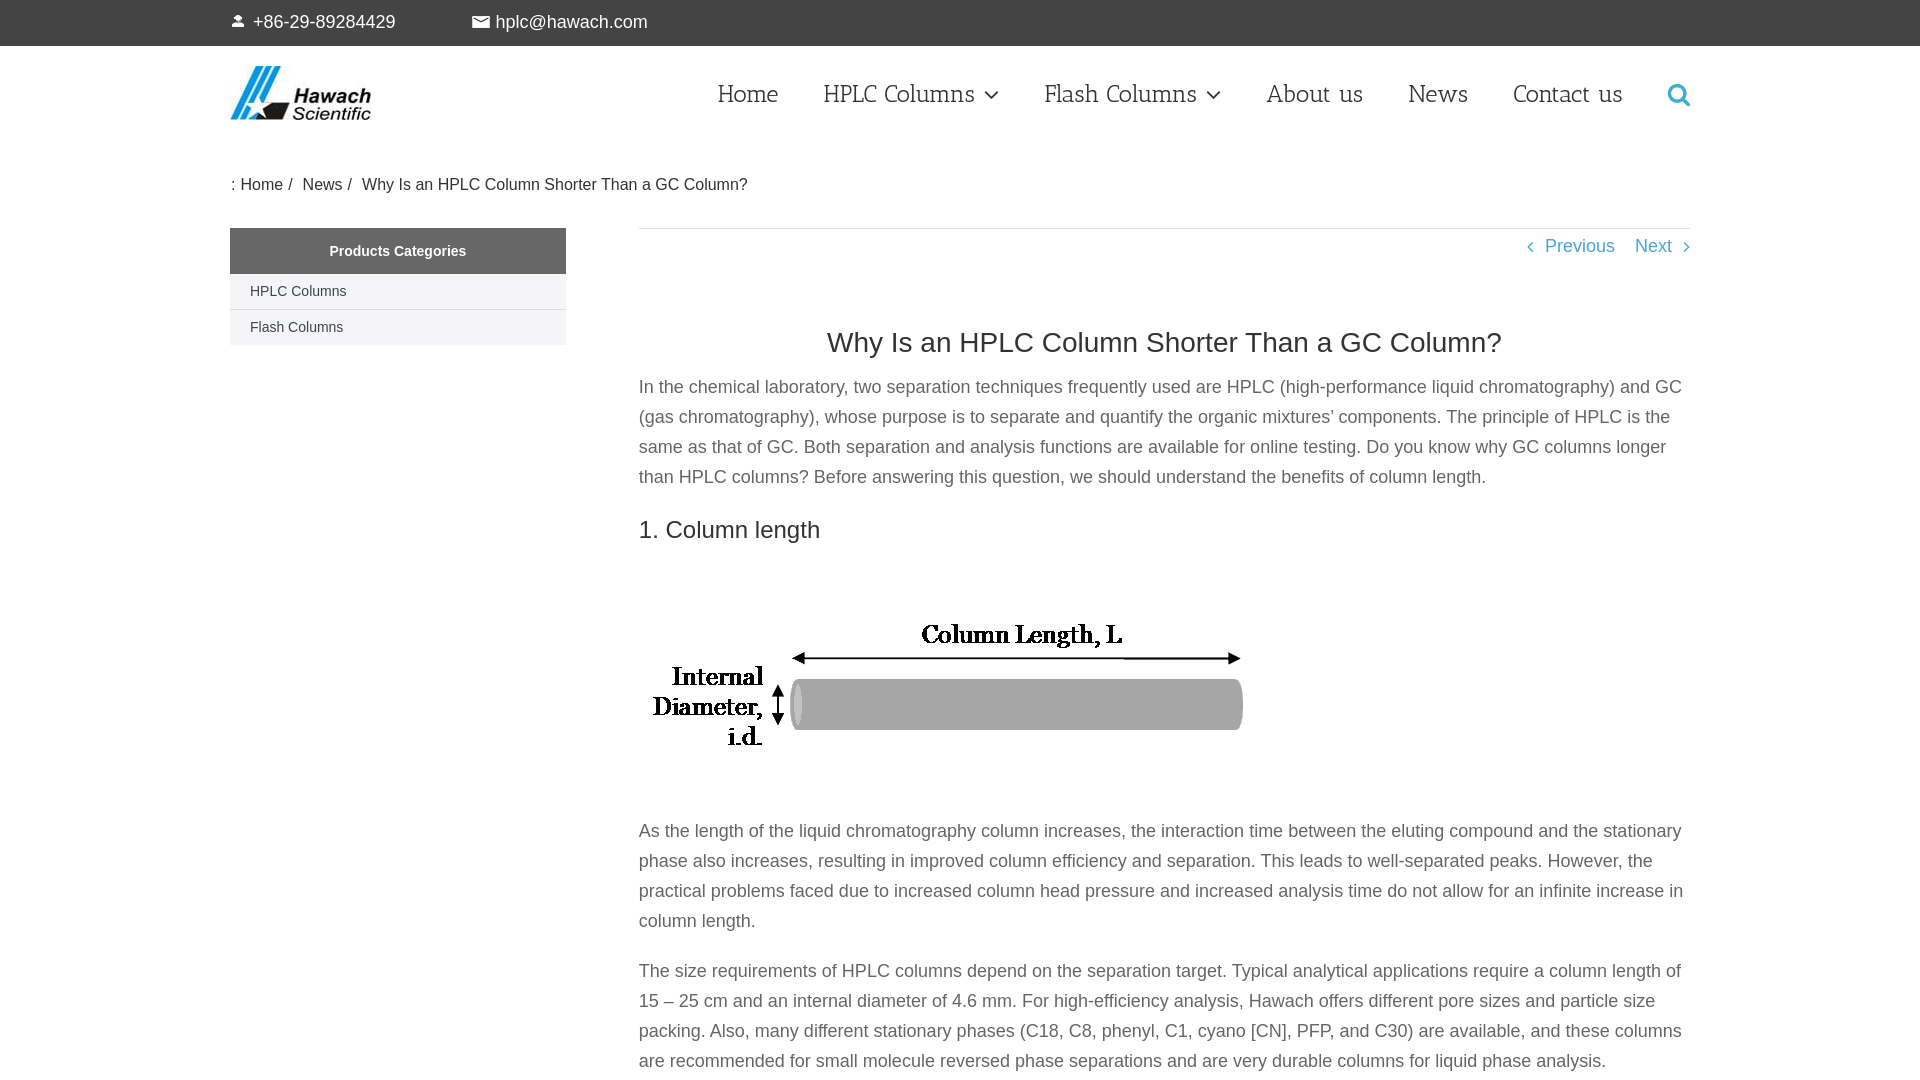 +86-29-89284429 hplc@hawach.com
Hawach
Scientific
Home HPLC Columns Flash Columns About us News Contact us
: Home / News / Why Is an HPLC Column Shorter Than a GC Column?
Products Categories
HPLC Columns
Flash Columns
Previous Next
Why Is an HPLC Column Shorter Than a GC Column?
In the chemical laboratory, two separation techniques frequently used are HPLC (high-performance liquid chromatography) and GC
(gas chromatography), whose purpose is to separate and quantify the organic mixtures’ components. The principle of HPLC is the
same as that of GC. Both separation and analysis functions are available for online testing. Do you know why GC columns longer
than HPLC columns? Before answering this question, we should understand the benefits of column length.
1. Column length
Column Length, L
Internal
Diameter,
i.d.
As the length of the liquid chromatography column increases, the interaction time between the eluting compound and the stationary
phase also increases, resulting in improved column efficiency and separation. This leads to well-separated peaks. However, the
practical problems faced due to increased column head pressure and increased analysis time do not allow for an infinite increase in
column length.
The size requirements of HPLC columns depend on the separation target. Typical analytical applications require a column length of
15 – 25 cm and an internal diameter of 4.6 mm. For high-efficiency analysis, Hawach offers different pore sizes and particle size
packing. Also, many different stationary phases (C18, C8, phenyl, C1, cyano [CN], PFP, and C30) are available, and these columns
are recommended for small molecule reversed phase separations and are very durable columns for liquid phase analysis.